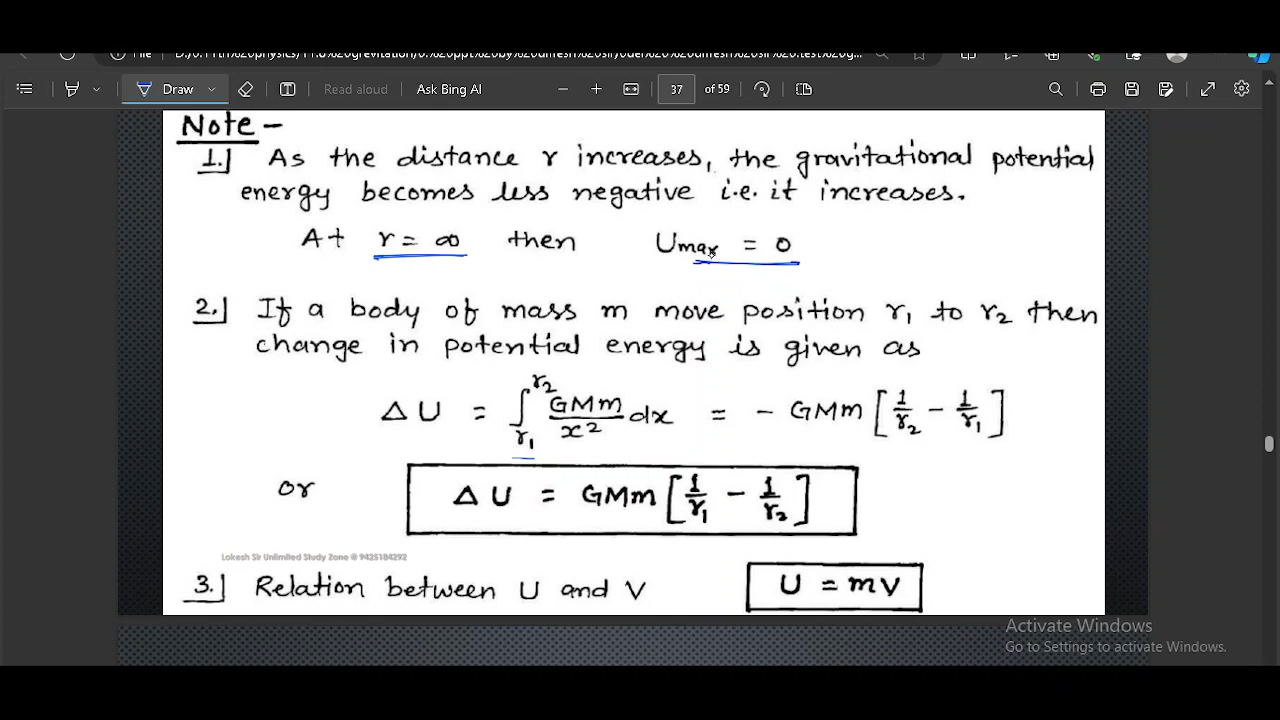 Draw
Read aloud
Ask Bing AI
37 of 59
Note -
1.] As the distance r increases, the gravitational potential
energy becomes less negative i.e. it increases.
At r = ∞ then Umax = 0
2.] If a body of mass m move position r₁ to r₂ then
change in potential energy is given as
ΔU = ∫r₁^r₂ GMm/x² dx = - GMm [1/r₂ - 1/r₁]
or ΔU = GMm [1/r₁ - 1/r₂]
Lokesh Sir Unlimited Study Zone @ 9425184292
3.] Relation between U and V U = mV
Activate Windows
Go to Settings to activate Windows.